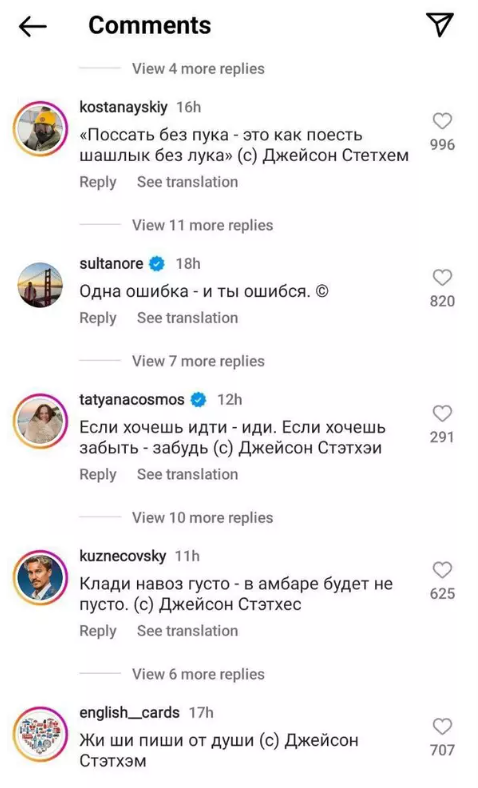 Comments
View 4 more replies
kostanayskiy 16h
«Поссать без пука - это как поесть
шашлык без лука» (с) Джейсон Стетхем
996
Reply See translation
View 11 more replies
sultanore 18h
Одна ошибка - и ты ошибся. ©
820
Reply See translation
View 7 more replies
tatyanacosmos 12h
Если хочешь идти - иди. Если хочешь
забыть - забудь (с) Джейсон Стэтхэи
291
Reply See translation
View 10 more replies
kuznecovsky 11h
Клади навоз густо - в амбаре будет не
пусто. (с) Джейсон Стэтхес
625
Reply See translation
View 6 more replies
english__cards 17h
Жи ши пиши от души (с) Джейсон
Стэтхэм
707